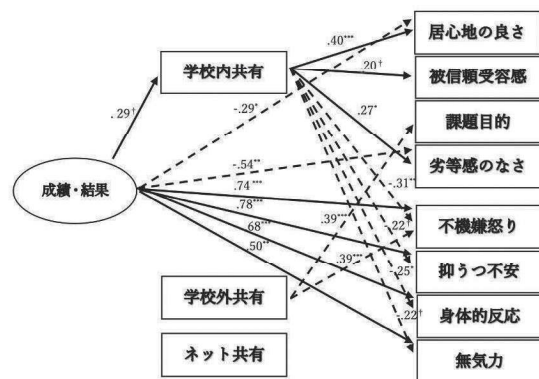 居心地の良さ
.40***
学校内共有
.20†
被信頼受容感
.29†
-.29*
.27*
課題目的
-.54**
劣等感のなさ
成績・結果
.74***
-.31**
.78***
.39***
-.22†
不機嫌怒り
.68***
.50**
.39***
-.25*
抑うつ不安
学校外共有
-.22†
身体的反応
ネット共有
無気力